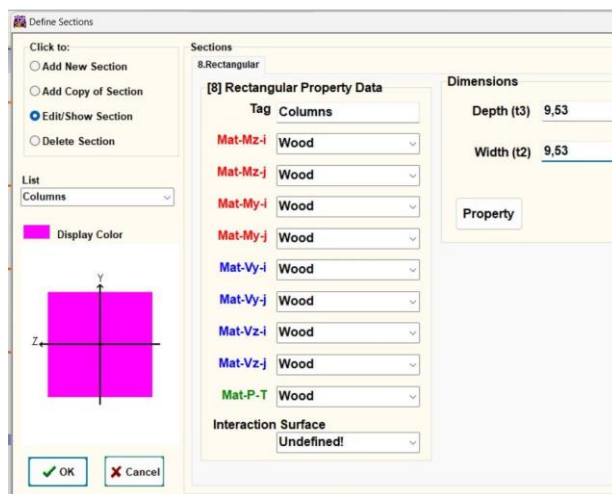 Define Sections
Click to:
Add New Section
Add Copy of Section
Edit/Show Section
Delete Section
List
Columns
Display Color
Y
Z
OK
Cancel
Sections
8.Rectangular
[8] Rectangular Property Data
Tag Columns
Mat-Mz-i Wood
Mat-Mz-j Wood
Mat-My-i Wood
Mat-My-j Wood
Mat-Vy-i Wood
Mat-Vy-j Wood
Mat-Vz-i Wood
Mat-Vz-j Wood
Mat-P-T Wood
Interaction Surface
Undefined!
Dimensions
Depth (t3) 9,53
Width (t2) 9,53
Property